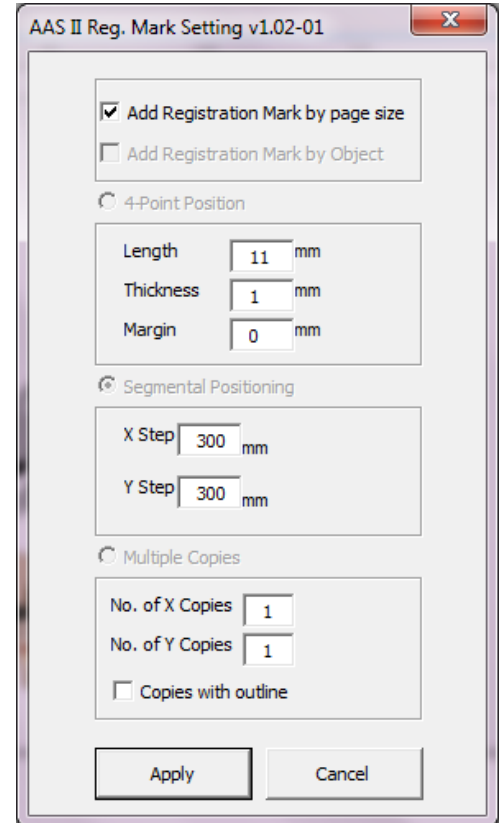 AAS II Reg. Mark Setting v1.02-01
Add Registration Mark by page size
Add Registration Mark by Object
4-Point Position
Length 11 mm
Thickness 1 mm
Margin 0 mm
Segmental Positioning
X Step 300 mm
Y Step 300 mm
Multiple Copies
No. of X Copies 1
No. of Y Copies 1
Copies with outline
Apply Cancel